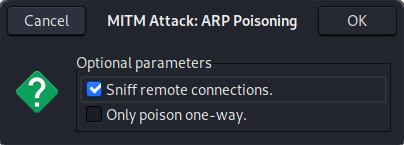 Cancel MITM Attack: ARP Poisoning OK
Optional parameters
Sniff remote connections.
Only poison one-way.